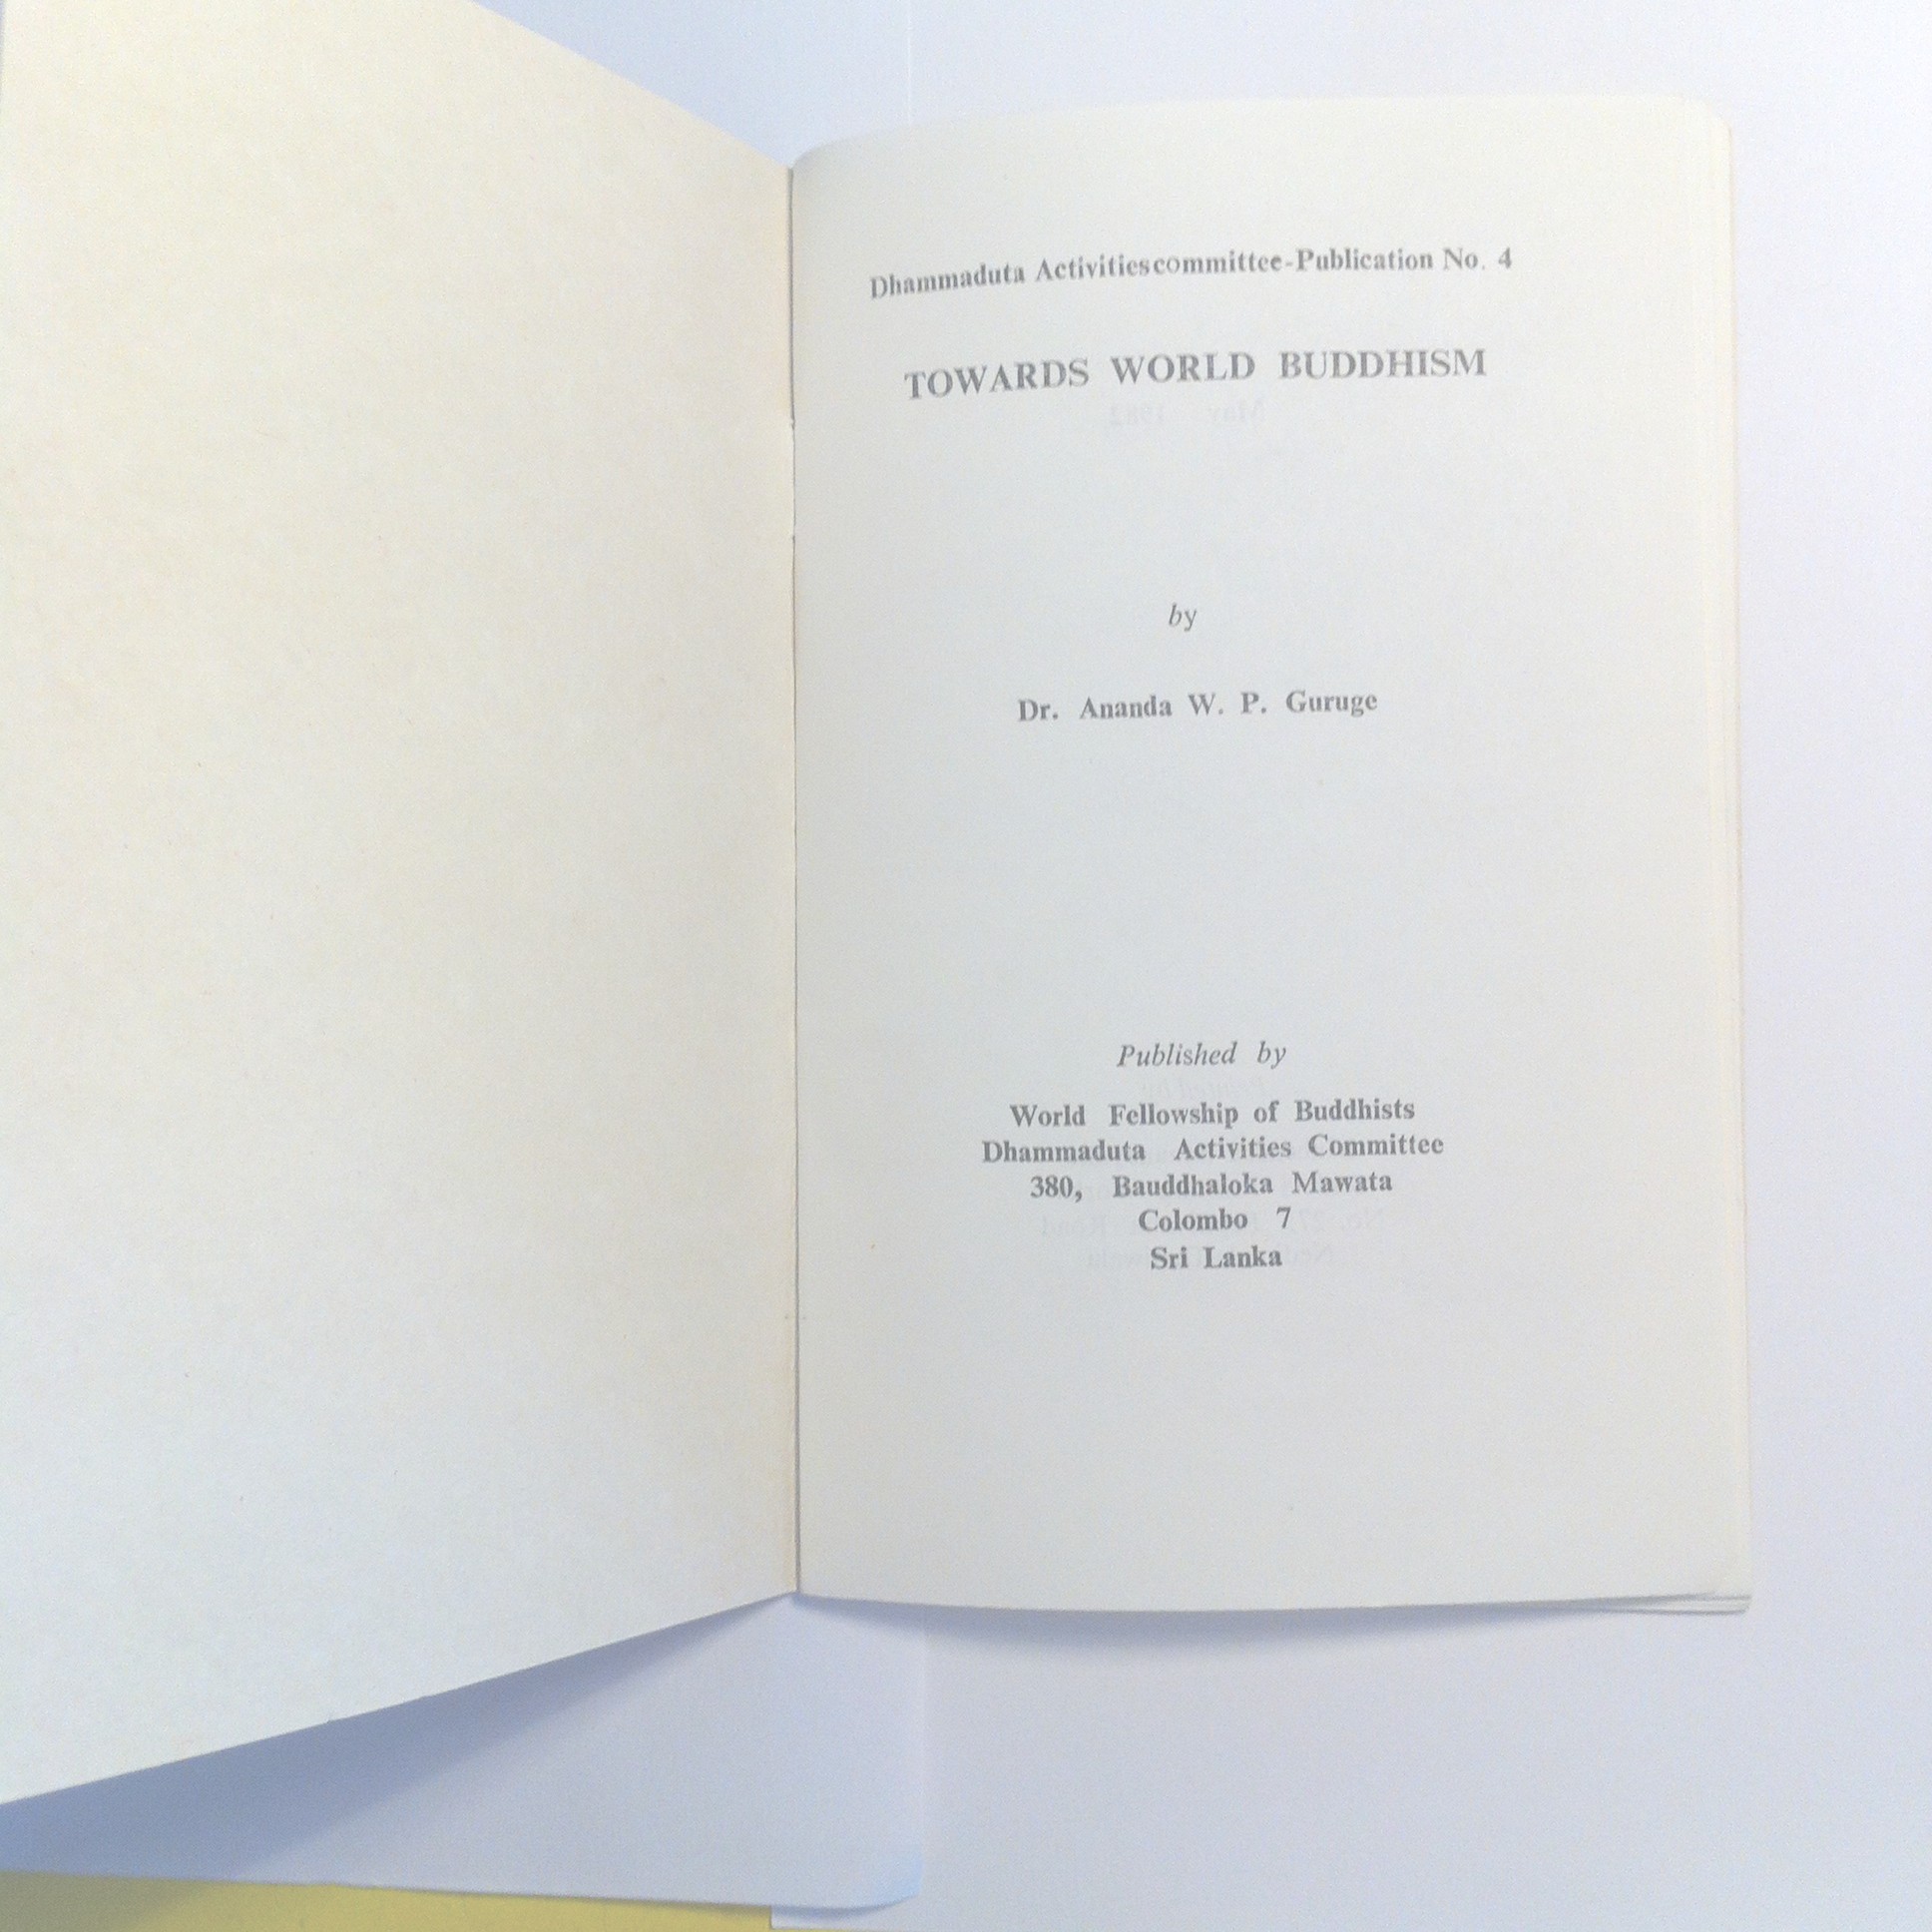 Dhammaduta Activitiescommittee-Publication No. 4
TOWARDS WORLD BUDDHISM
by
Dr. Ananda W. P. Guruge
Published by
World Fellowship of Buddhists
Dhammaduta Activities Committee
380, Bauddhaloka Mawata
Colombo 7
Sri Lanka